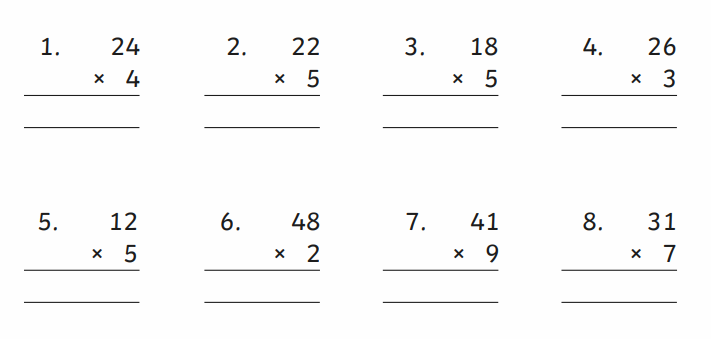 1. 24 2. 22 3. 18 4. 26
× 4 × 5 × 5 × 3
5. 12 6. 48 7. 41 8. 31
× 5 × 2 × 9 × 7